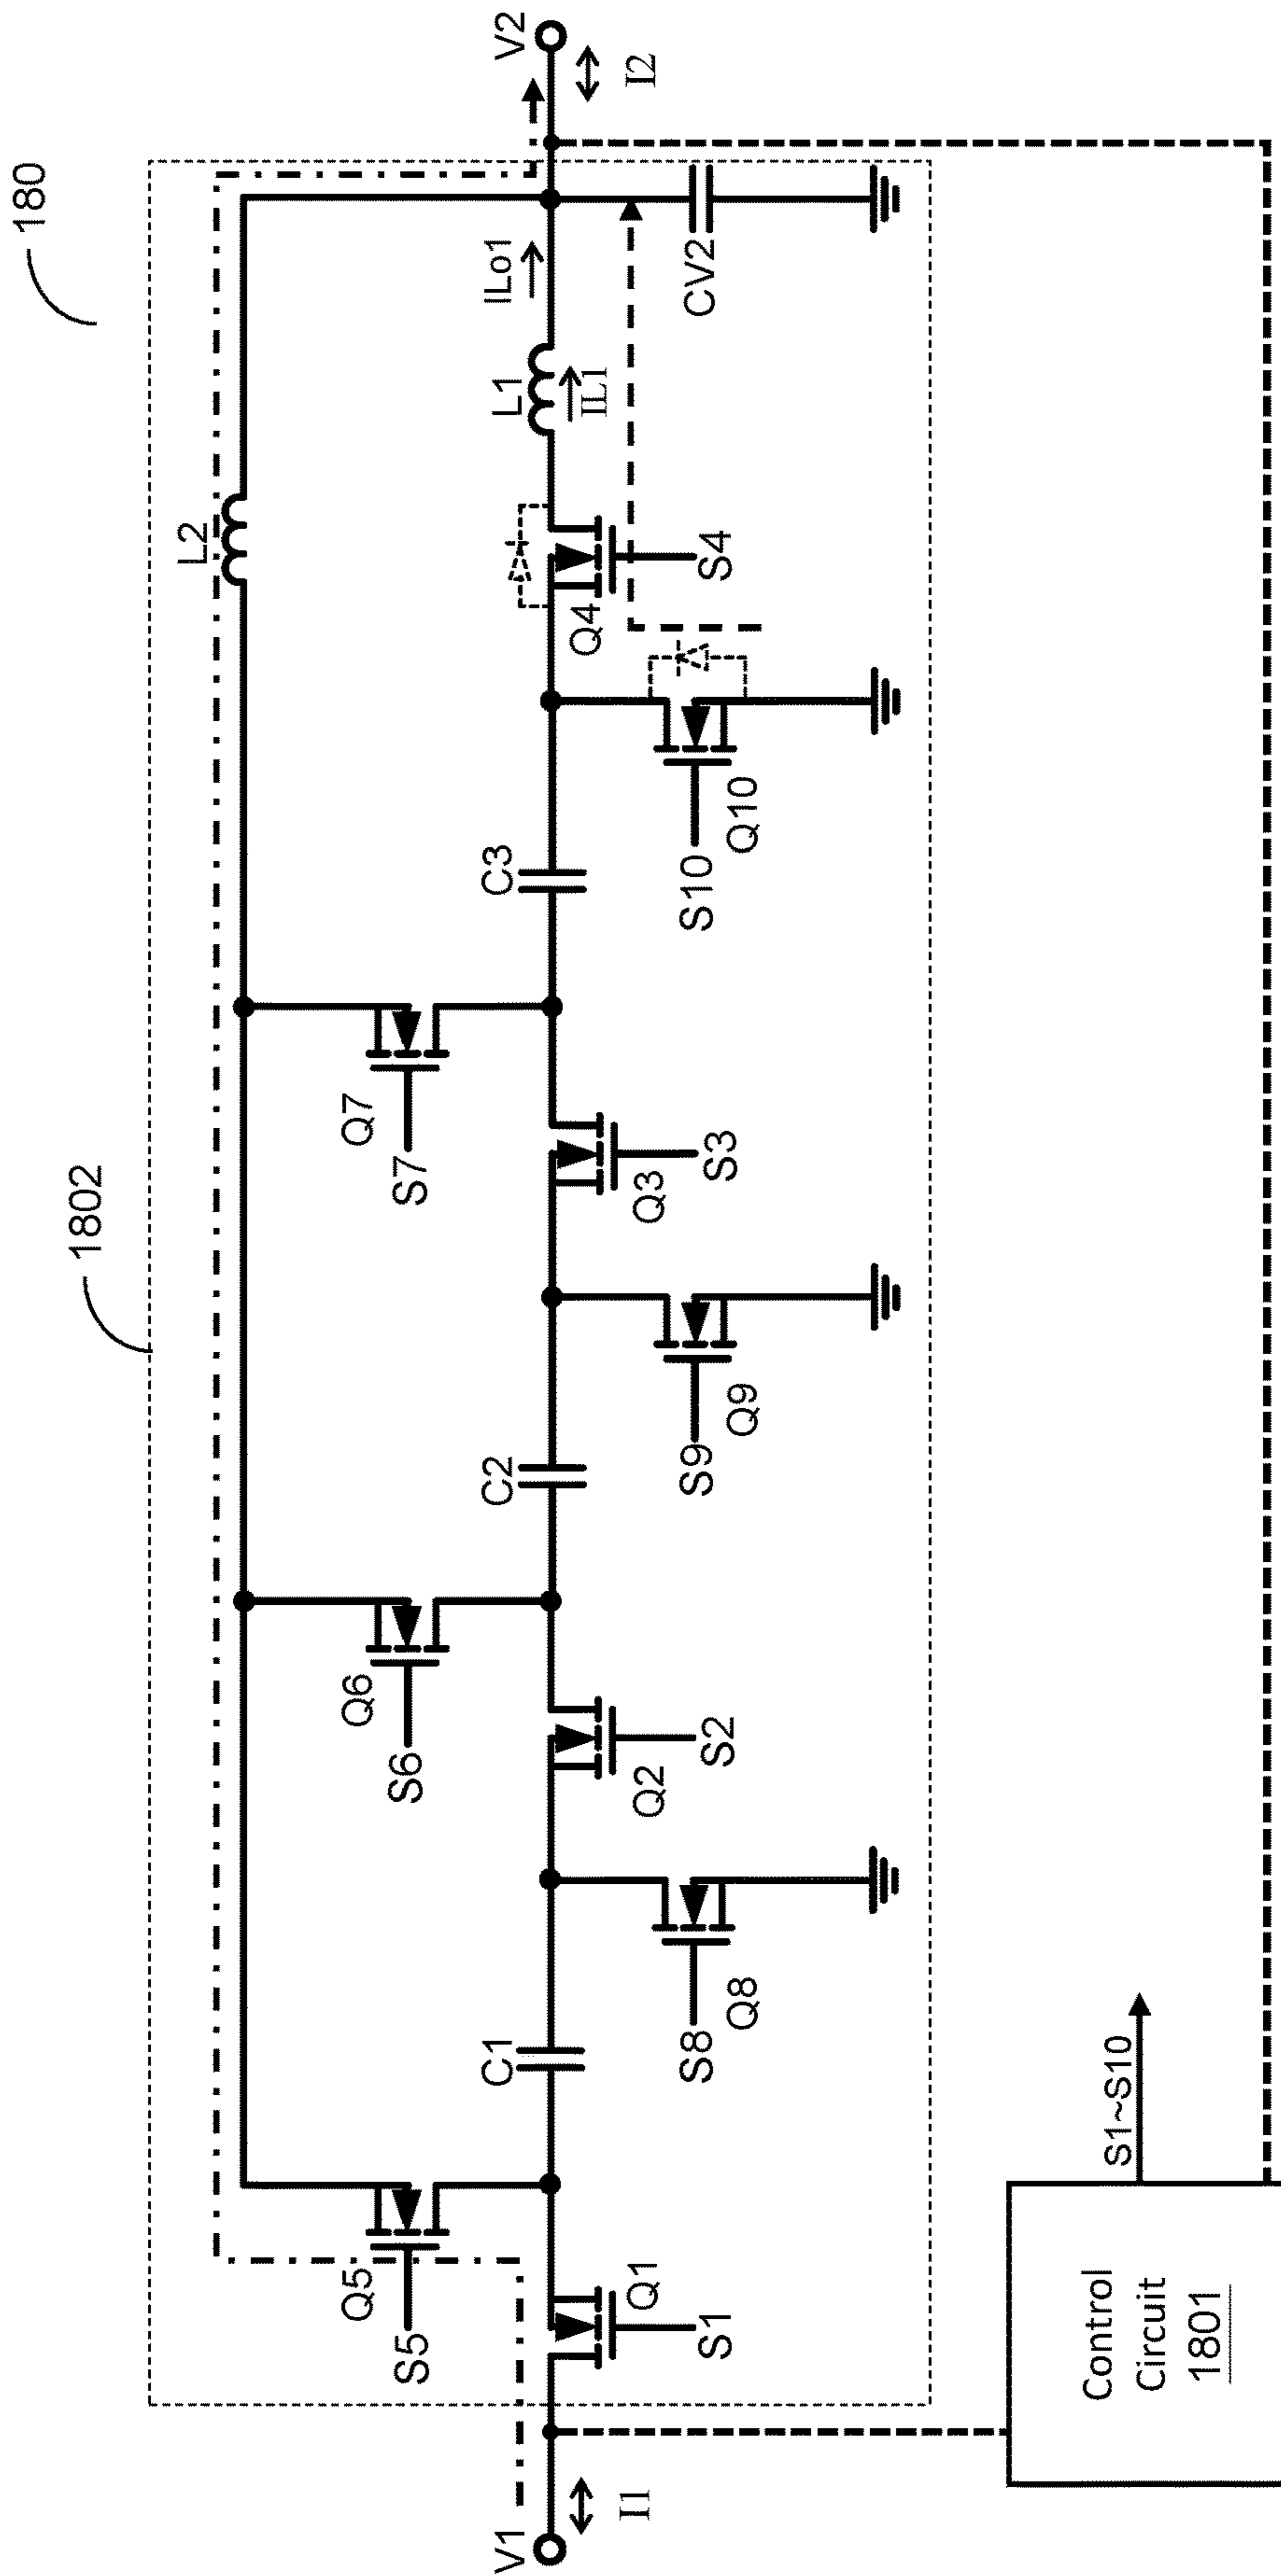 180
1802
L2
Q5
S5
Q6
S6
Q7
S7
V1
I1
Q1
S1
C1
S8
Q8
Q2
S2
C2
S9
Q9
Q3
S3
C3
S10
Q10
Q4
S4
L1
IL1
ILo1
CV2
V2
I2
Control
Circuit
1801
S1~S10